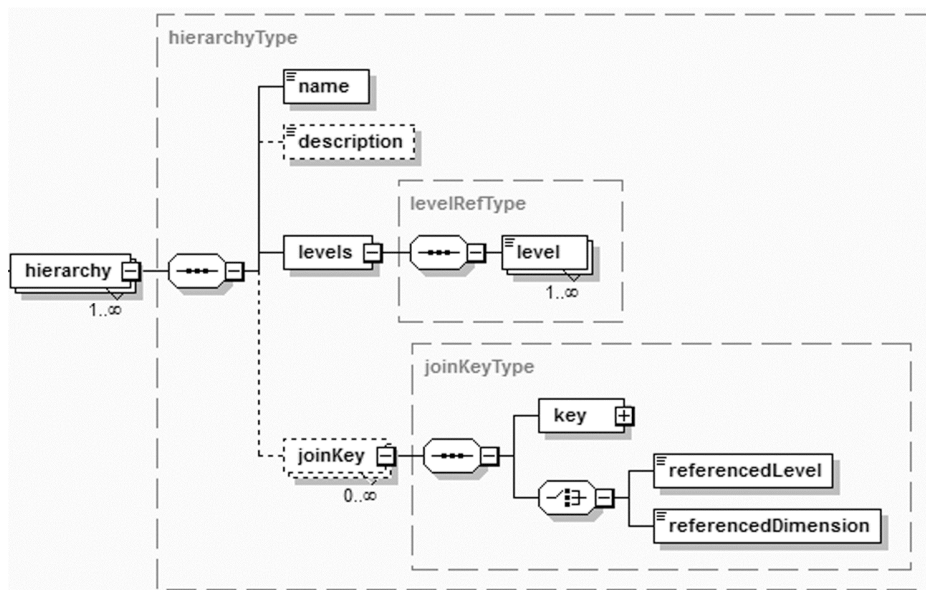 hierarchyType
name
description
levelRefType
levels
level
hierarchy
1..∞
1..∞
joinKeyType
key
joinKey
referencedLevel
0..∞
referencedDimension